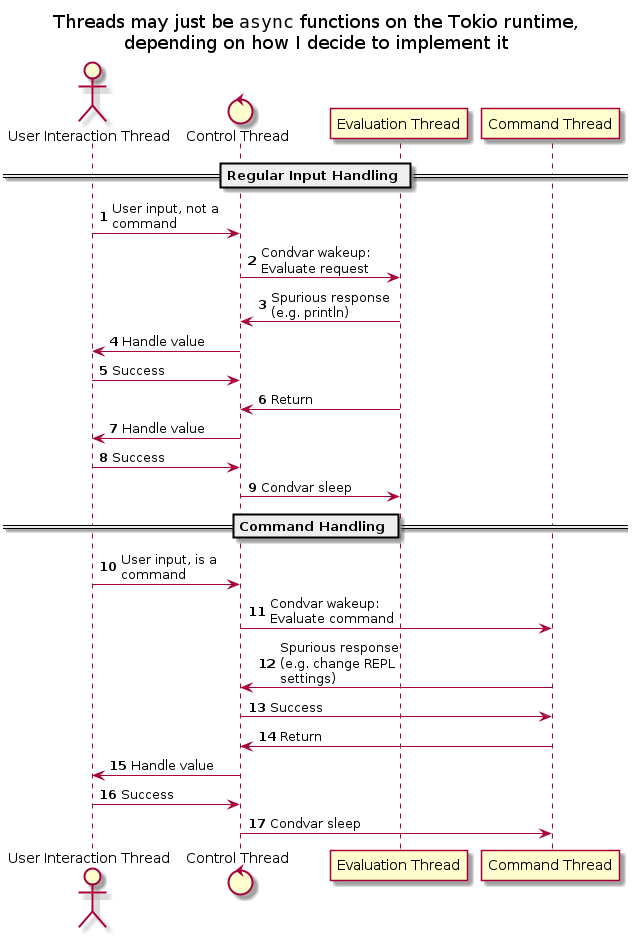 Threads may just be async functions on the Tokio runtime,
depending on how I decide to implement it
User Interaction Thread
Control Thread
Evaluation Thread
Command Thread
Regular Input Handling
1 User input, not a
command
2 Condvar wakeup:
Evaluate request
3 Spurious response
(e.g. println)
4 Handle value
5 Success
6 Return
7 Handle value
8 Success
9 Condvar sleep
Command Handling
10 User input, is a
command
11 Condvar wakeup:
Evaluate command
12 Spurious response
(e.g. change REPL
settings)
13 Success
14 Return
15 Handle value
16 Success
17 Condvar sleep
User Interaction Thread
Control Thread
Evaluation Thread
Command Thread